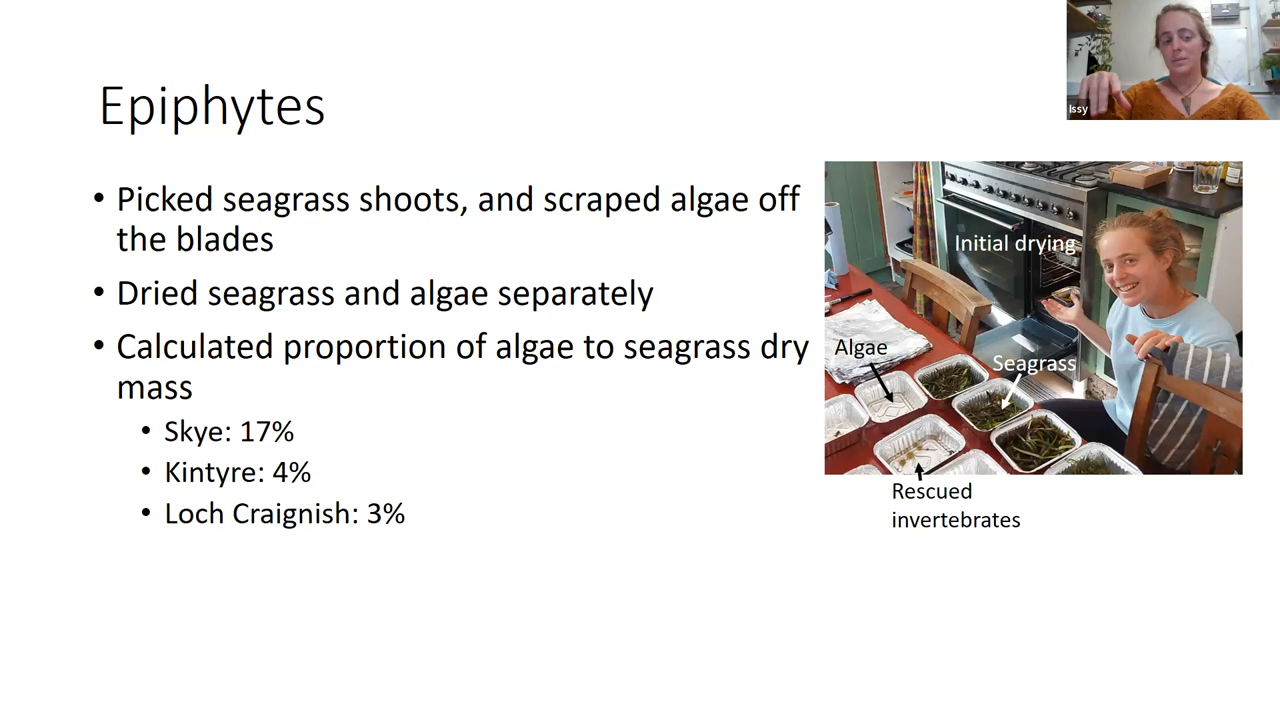 Issy
Epiphytes
• Picked seagrass shoots, and scraped algae off
the blades
• Dried seagrass and algae separately
• Calculated proportion of algae to seagrass dry
mass
• Skye: 17%
• Kintyre: 4%
• Loch Craignish: 3%
Initial drying
Algae
Seagrass
Rescued
invertebrates